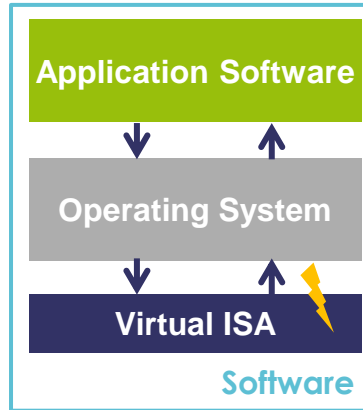 Application Software
Operating System
Virtual ISA
Software